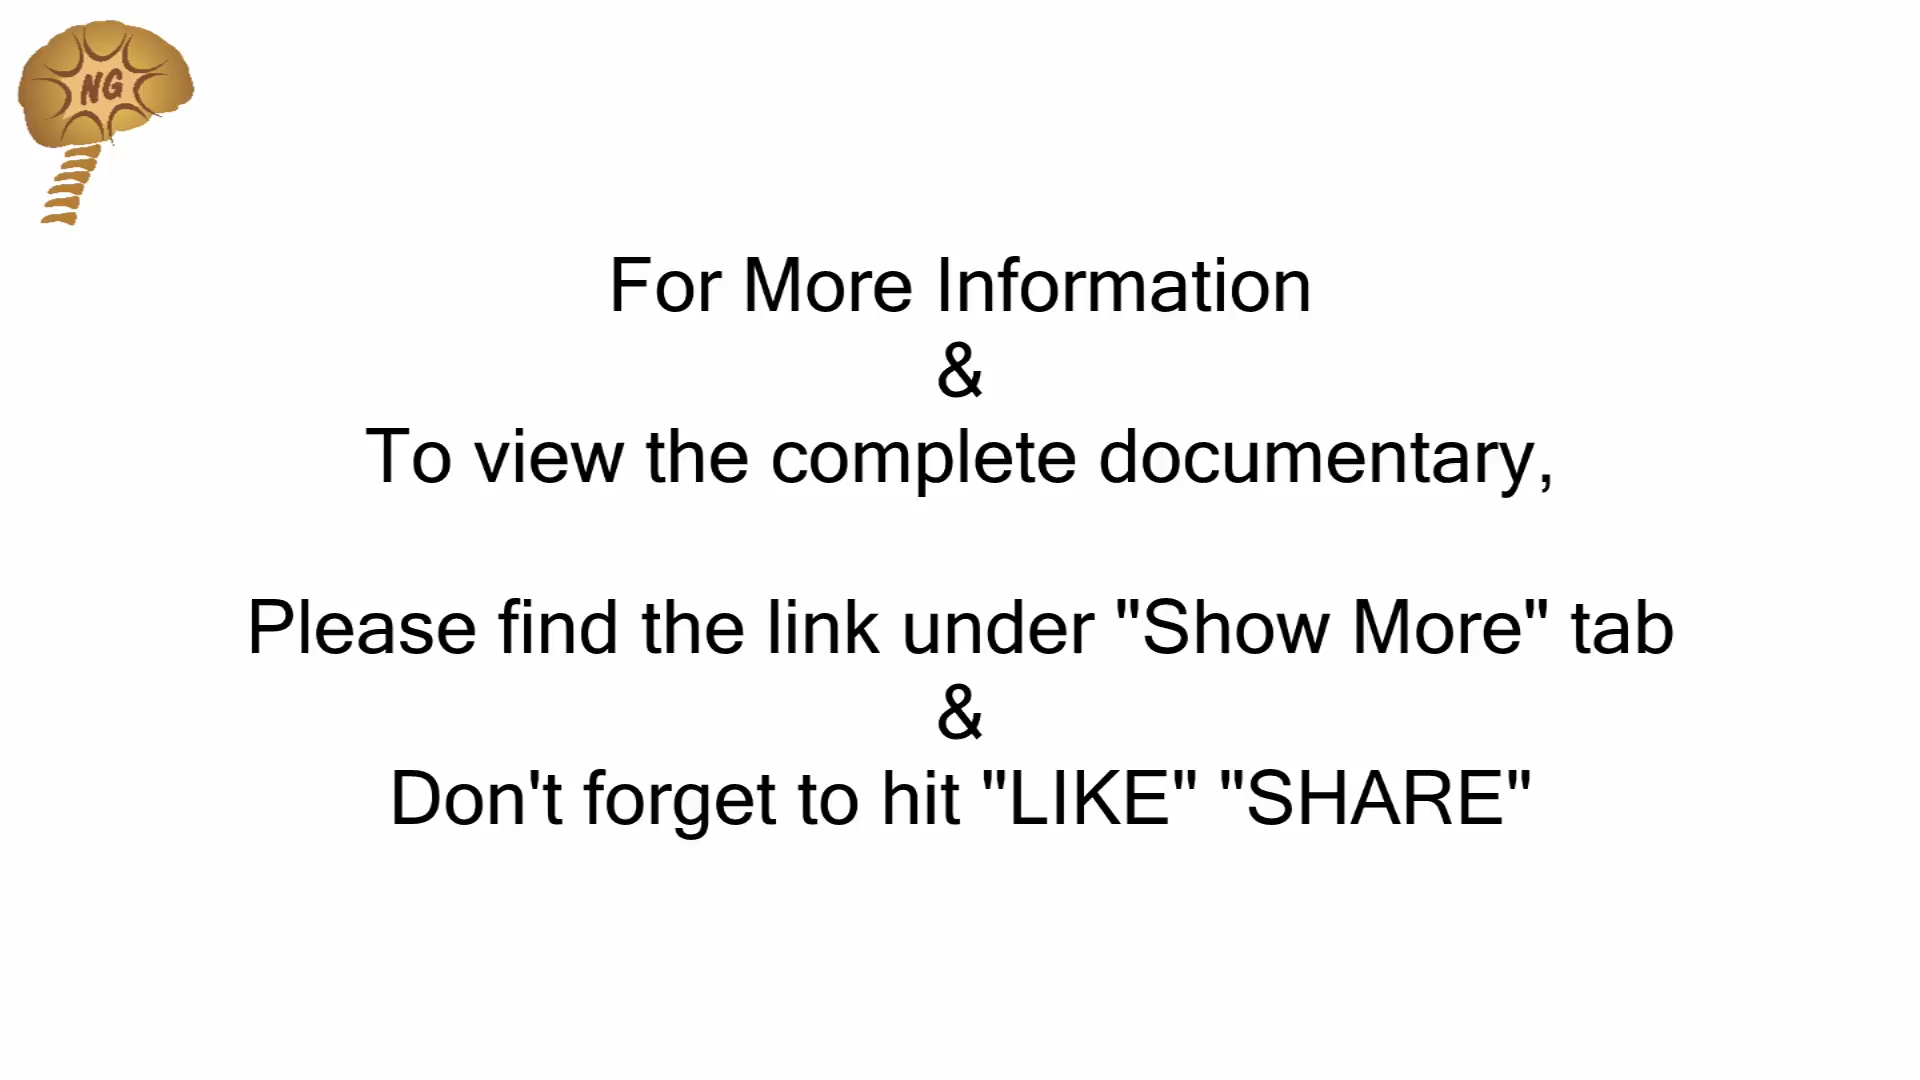 NG
For More Information
&
To view the complete documentary,
Please find the link under "Show More" tab
&
Don't forget to hit "LIKE" "SHARE"